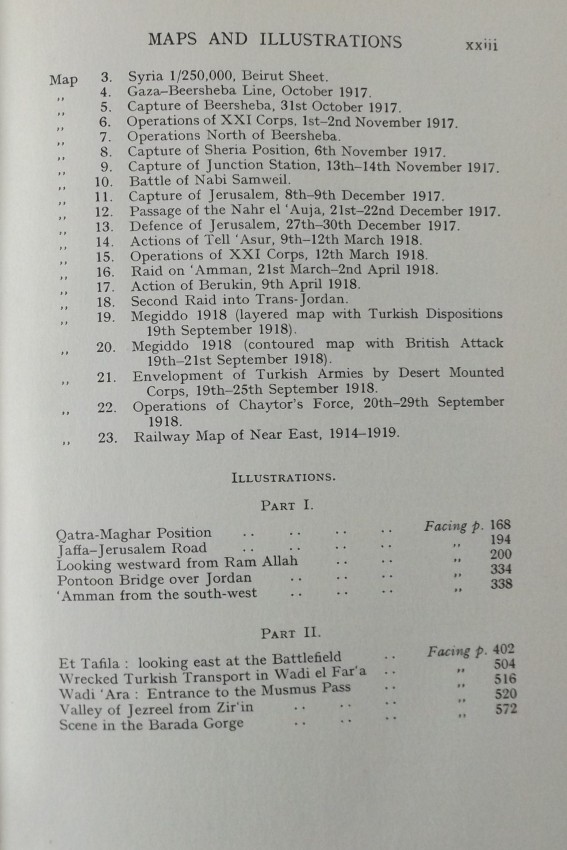 MAPS AND ILLUSTRATIONS xxiii
Map 3. Syria 1/250,000, Beirut Sheet.
,, 4. Gaza–Beersheba Line, October 1917.
,, 5. Capture of Beersheba, 31st October 1917.
,, 6. Operations of XXI Corps, 1st–2nd November 1917.
,, 7. Operations North of Beersheba.
,, 8. Capture of Sheria Position, 6th November 1917.
,, 9. Capture of Junction Station, 13th–14th November 1917.
,, 10. Battle of Nabi Samweil.
,, 11. Capture of Jerusalem, 8th–9th December 1917.
,, 12. Passage of the Nahr el ‘Auja, 21st–22nd December 1917.
,, 13. Defence of Jerusalem, 27th–30th December 1917.
,, 14. Actions of Tell ‘Asur, 9th–12th March 1918.
,, 15. Operations of XXI Corps, 12th March 1918.
,, 16. Raid on ‘Amman, 21st March–2nd April 1918.
,, 17. Action of Berukin, 9th April 1918.
,, 18. Second Raid into Trans-Jordan.
,, 19. Megiddo 1918 (layered map with Turkish Dispositions
19th September 1918).
,, 20. Megiddo 1918 (contoured map with British Attack
19th–21st September 1918).
,, 21. Envelopment of Turkish Armies by Desert Mounted
Corps, 19th–25th September 1918.
,, 22. Operations of Chaytor's Force, 20th–29th September
1918.
,, 23. Railway Map of Near East, 1914–1919.
ILLUSTRATIONS.
PART I.
Qatra-Maghar Position .. .. .. .. Facing p. 168
Jaffa–Jerusalem Road .. .. .. .. ,, 194
Looking westward from Ram Allah .. .. ,, 200
Pontoon Bridge over Jordan .. .. .. ,, 334
‘Amman from the south-west .. .. .. ,, 338
PART II.
Et Tafila : looking east at the Battlefield .. Facing p. 402
Wrecked Turkish Transport in Wadi el Far‘a .. ,, 504
Wadi ‘Ara : Entrance to the Musmus Pass .. ,, 516
Valley of Jezreel from Zir‘in .. .. .. ,, 520
Scene in the Barada Gorge .. .. .. ,, 572